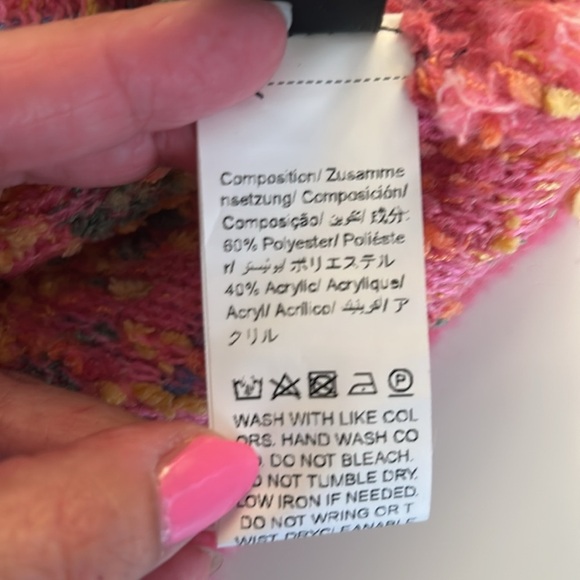 Composition/ Zusamme
nsetzung/ Composición/
Composição/ تكوين/ 成分:
60% Polyester/ Poliéste
r/ بوليستر/ ポリエステル
40% Acrylic/ Acrylique/
Acryl/ Acrílico/ أكريليك/ ア
クリル
P
WASH WITH LIKE COL
ORS. HAND WASH CO
DO NOT BLEACH.
NOT TUMBLE DRY.
LOW IRON IF NEEDED.
DO NOT WRING OR T
WIST. DRYCLEANABLE